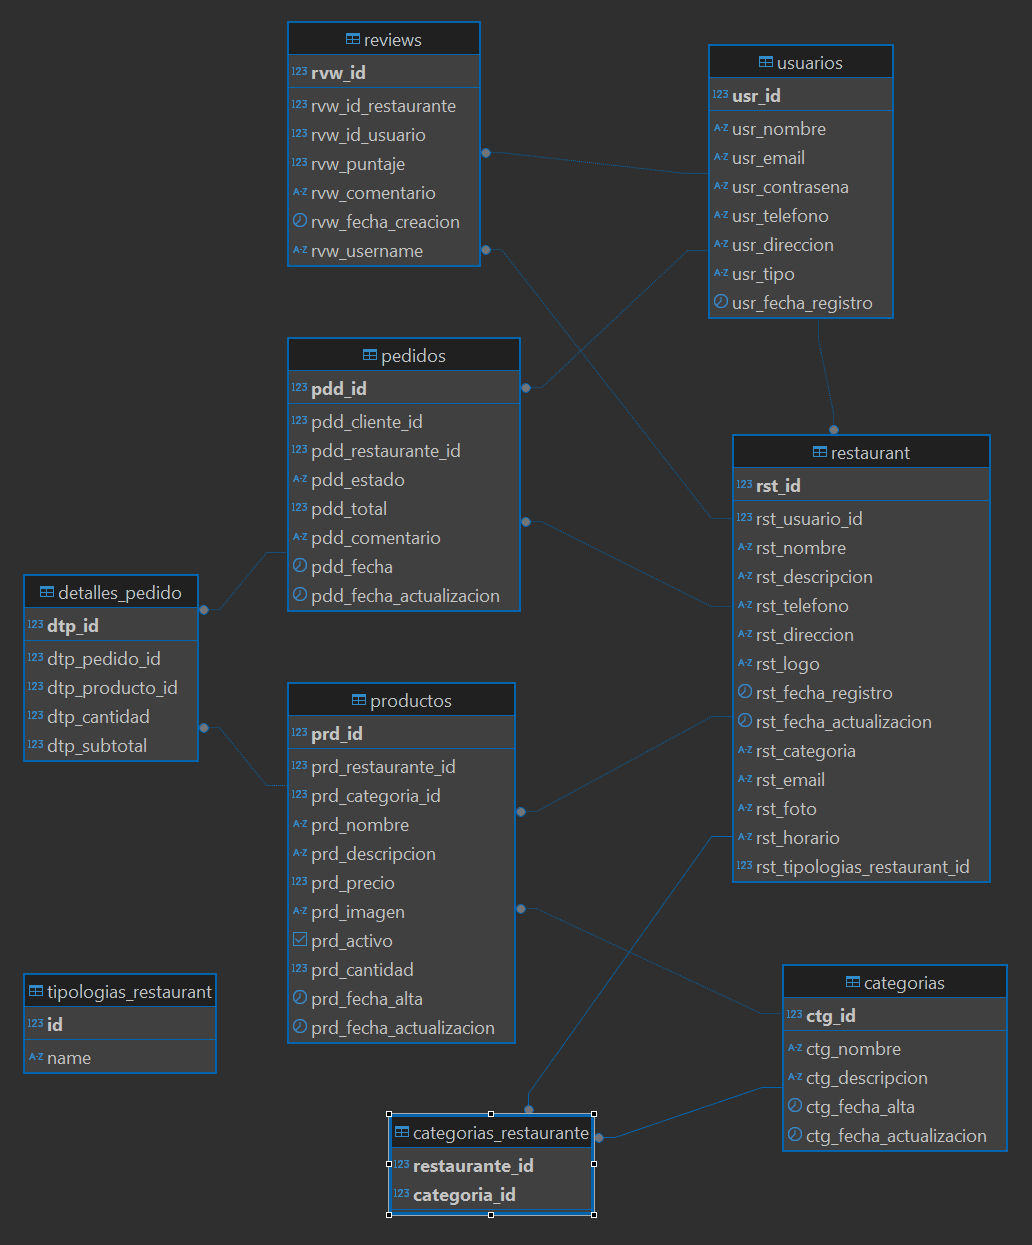 reviews
123 rvw_id
123 rvw_id_restaurante
123 rvw_id_usuario
123 rvw_puntaje
A-Z rvw_comentario
rvw_fecha_creacion
A-Z rvw_username
usuarios
123 usr_id
A-Z usr_nombre
A-Z usr_email
A-Z usr_contrasena
A-Z usr_telefono
A-Z usr_direccion
A-Z usr_tipo
usr_fecha_registro
pedidos
123 pdd_id
123 pdd_cliente_id
123 pdd_restaurante_id
A-Z pdd_estado
123 pdd_total
A-Z pdd_comentario
pdd_fecha
pdd_fecha_actualizacion
restaurant
123 rst_id
123 rst_usuario_id
A-Z rst_nombre
A-Z rst_descripcion
A-Z rst_telefono
A-Z rst_direccion
A-Z rst_logo
rst_fecha_registro
rst_fecha_actualizacion
A-Z rst_categoria
A-Z rst_email
A-Z rst_foto
A-Z rst_horario
123 rst_tipologias_restaurant_id
detalles_pedido
123 dtp_id
123 dtp_pedido_id
123 dtp_producto_id
123 dtp_cantidad
123 dtp_subtotal
productos
123 prd_id
123 prd_restaurante_id
123 prd_categoria_id
A-Z prd_nombre
A-Z prd_descripcion
123 prd_precio
A-Z prd_imagen
prd_activo
123 prd_cantidad
prd_fecha_alta
prd_fecha_actualizacion
tipologias_restaurant
123 id
A-Z name
categorias
123 ctg_id
A-Z ctg_nombre
A-Z ctg_descripcion
ctg_fecha_alta
ctg_fecha_actualizacion
categorias_restaurante
123 restaurante_id
123 categoria_id